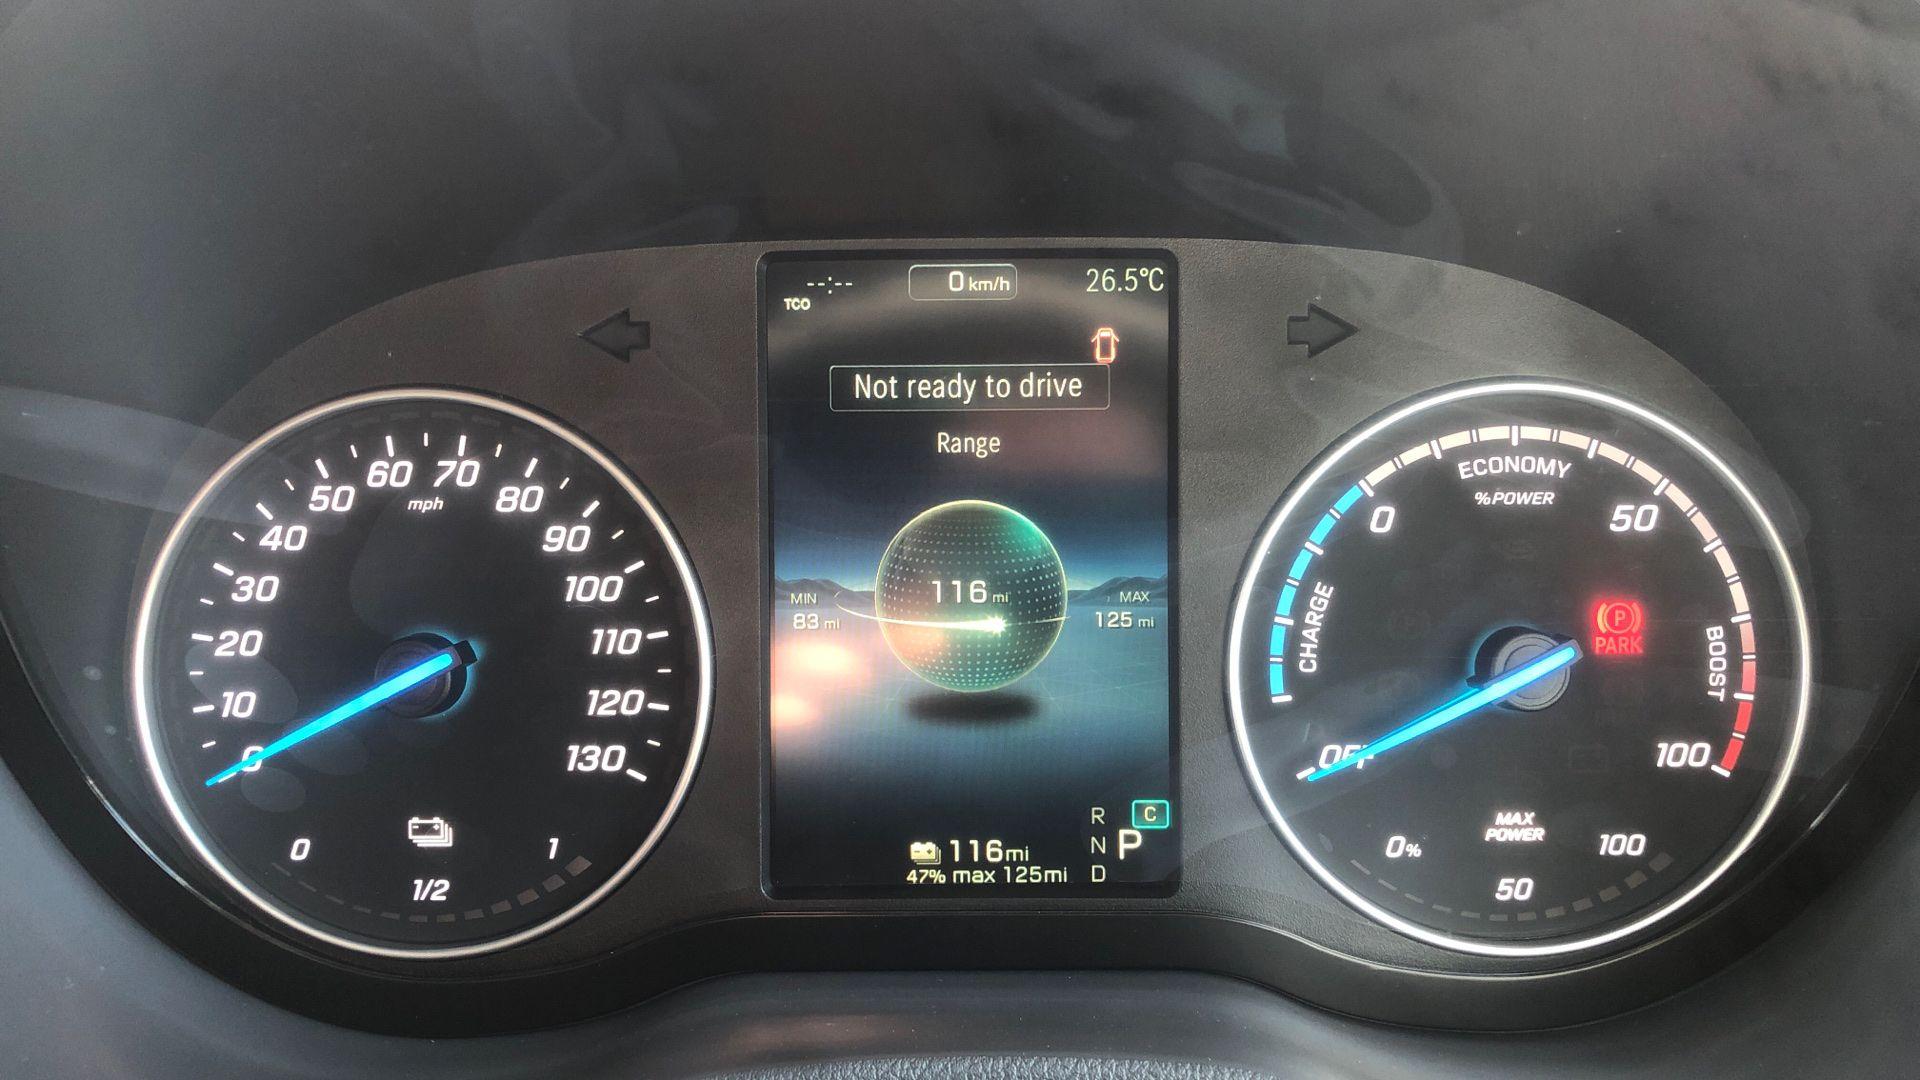 --:--
TCO
0 km/h
26.5°C
Not ready to drive
Range
116 mi
MIN
83 mi
MAX
125 mi
116mi
47% max 125mi
R
N
D
P
C
0
10
20
30
40
50
60
70
80
90
100
110
120
130
mph
0
1/2
1
ECONOMY
%POWER
0
50
100
CHARGE
BOOST
OFF
P
PARK
MAX
POWER
0%
50
100